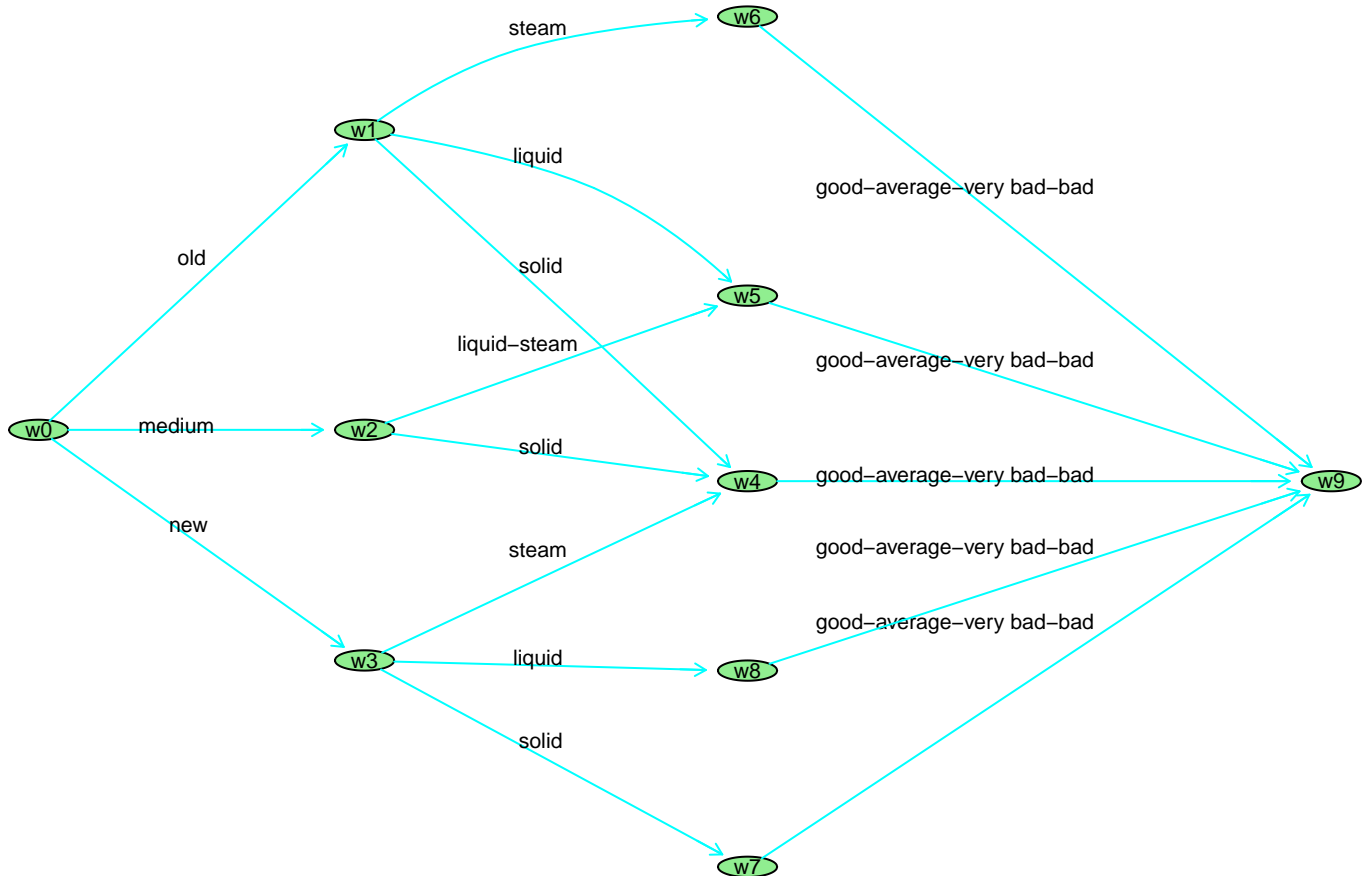 w6
steam
w1
liquid
good−average−very bad−bad
old
solid
w5
liquid−steam
good−average−very bad−bad
w0
medium
w2
solid
w4
good−average−very bad−bad
w9
new
steam
good−average−very bad−bad
good−average−very bad−bad
w3
liquid
w8
solid
w7